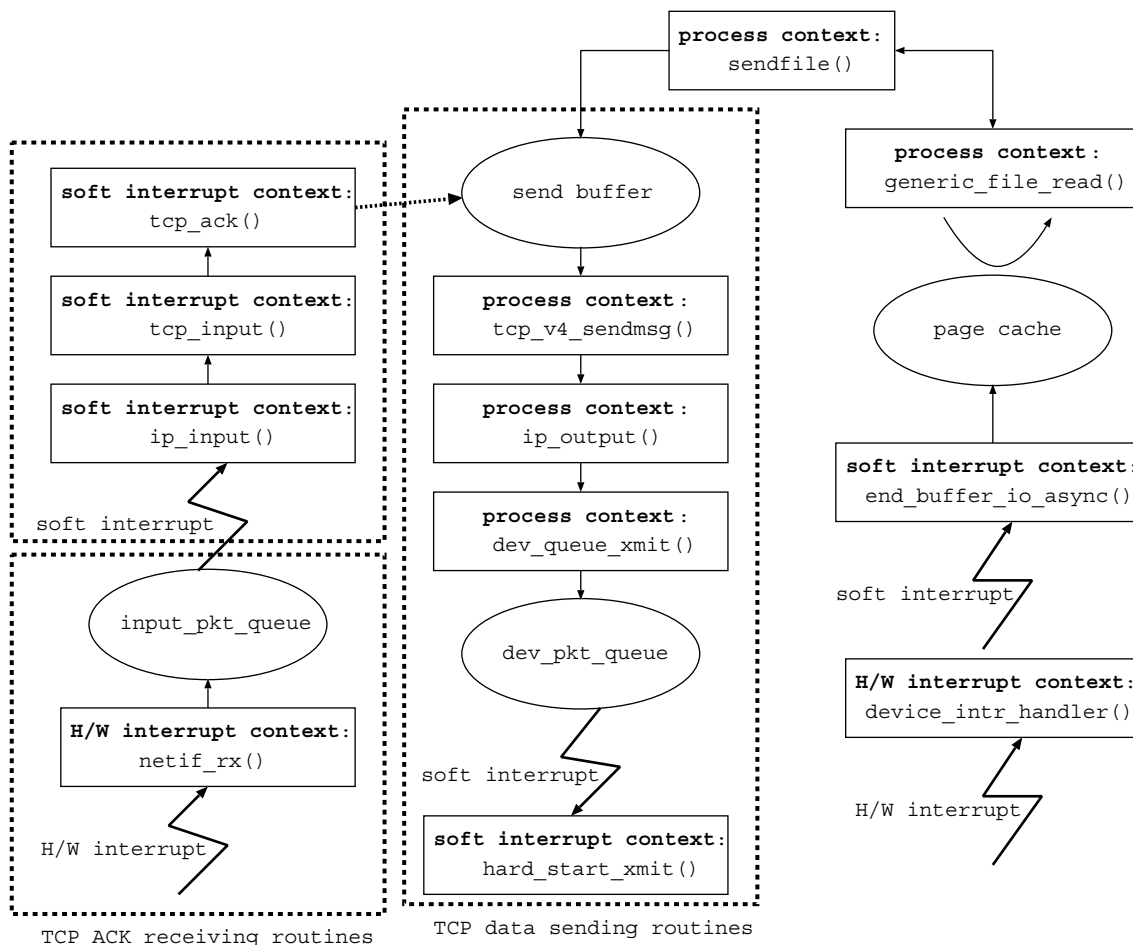 process context:
sendfile()
soft interrupt context:
tcp_ack()
soft interrupt context:
tcp_input()
soft interrupt context:
ip_input()
soft interrupt
input_pkt_queue
H/W interrupt context:
netif_rx()
H/W interrupt
TCP ACK receiving routines
send buffer
process context:
tcp_v4_sendmsg()
process context:
ip_output()
process context:
dev_queue_xmit()
dev_pkt_queue
soft interrupt
soft interrupt context:
hard_start_xmit()
TCP data sending routines
process context:
generic_file_read()
page cache
soft interrupt context:
end_buffer_io_async()
soft interrupt
H/W interrupt context:
device_intr_handler()
H/W interrupt